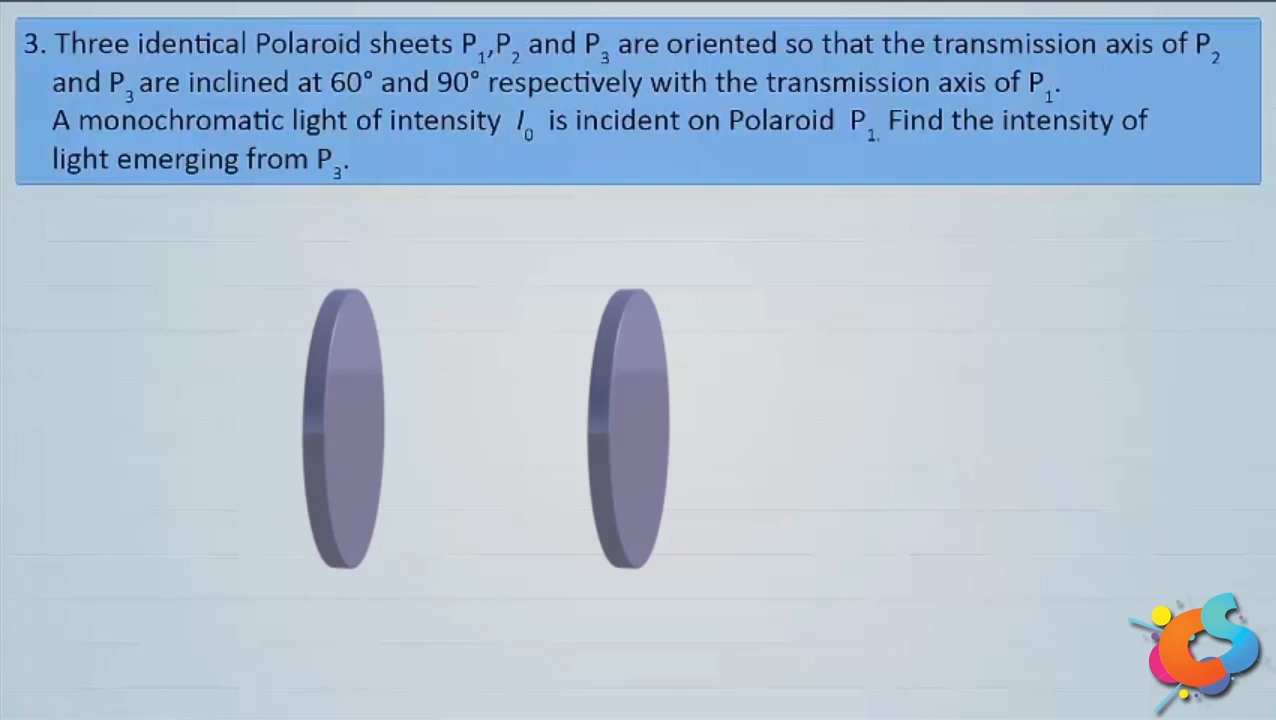 3. Three identical Polaroid sheets P₁,P₂ and P₃ are oriented so that the transmission axis of P₂
and P₃ are inclined at 60° and 90° respectively with the transmission axis of P₁.
A monochromatic light of intensity I₀ is incident on Polaroid P₁. Find the intensity of
light emerging from P₃.
CS